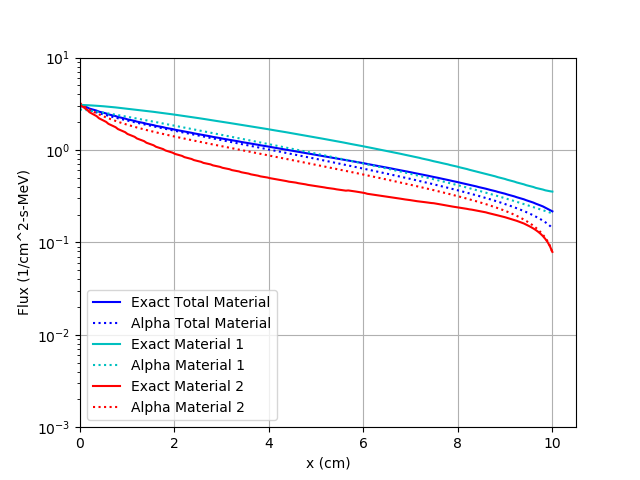 10^1
10^0
10^−1
10^−2
10^−3
Flux (1/cm^2-s-MeV)
Exact Total Material
Alpha Total Material
Exact Material 1
Alpha Material 1
Exact Material 2
Alpha Material 2
0 2 4 6 8 10
x (cm)